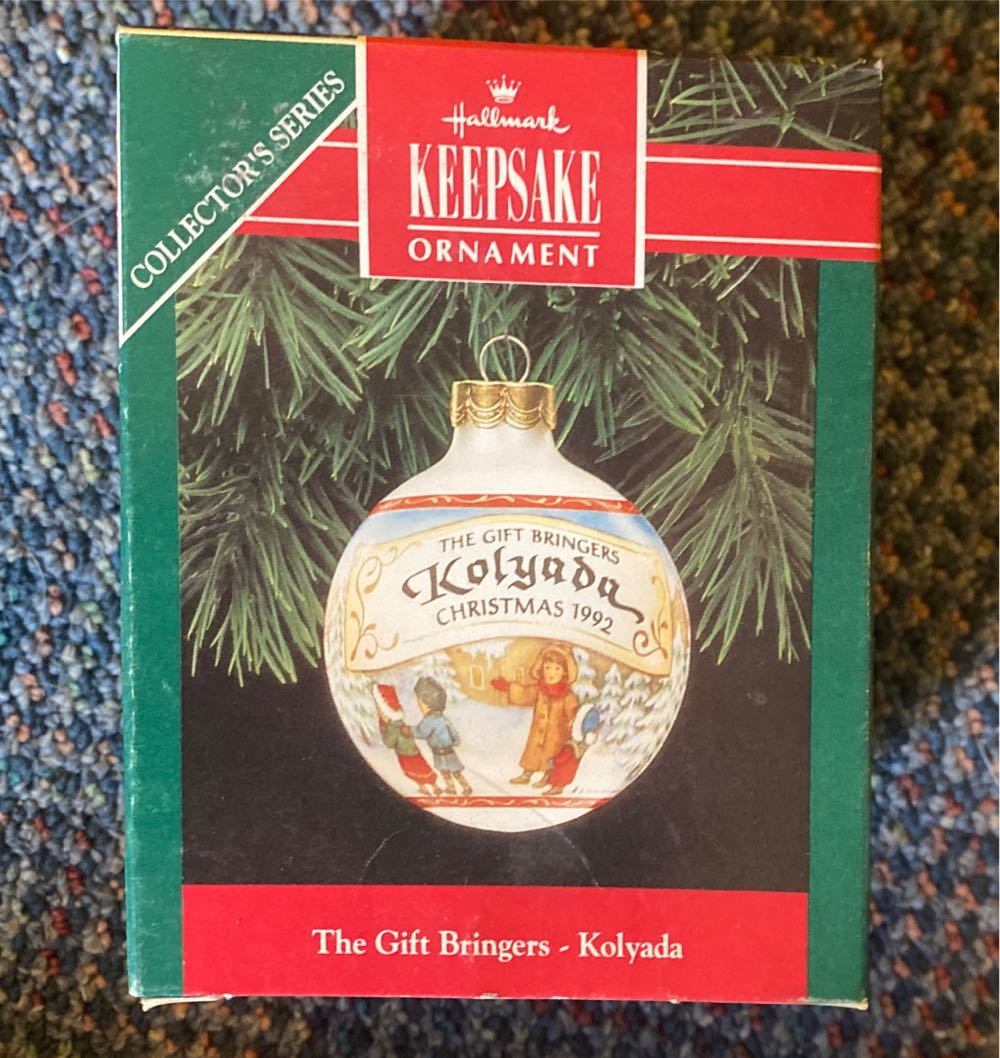 COLLECTOR'S SERIES
Hallmark
KEEPSAKE
ORNAMENT
THE GIFT BRINGERS
Kolyada
CHRISTMAS 1992
The Gift Bringers - Kolyada